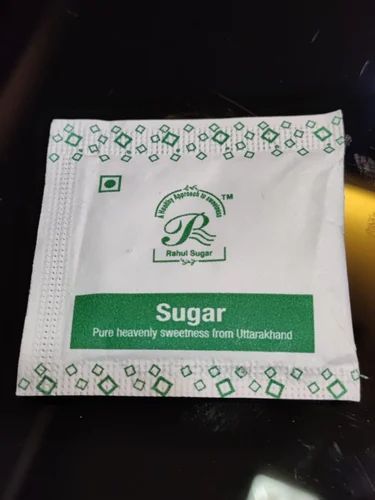 A Healthy Approach to sweetness
TM
R
Rahul Sugar
Sugar
Pure heavenly sweetness from Uttarakhand